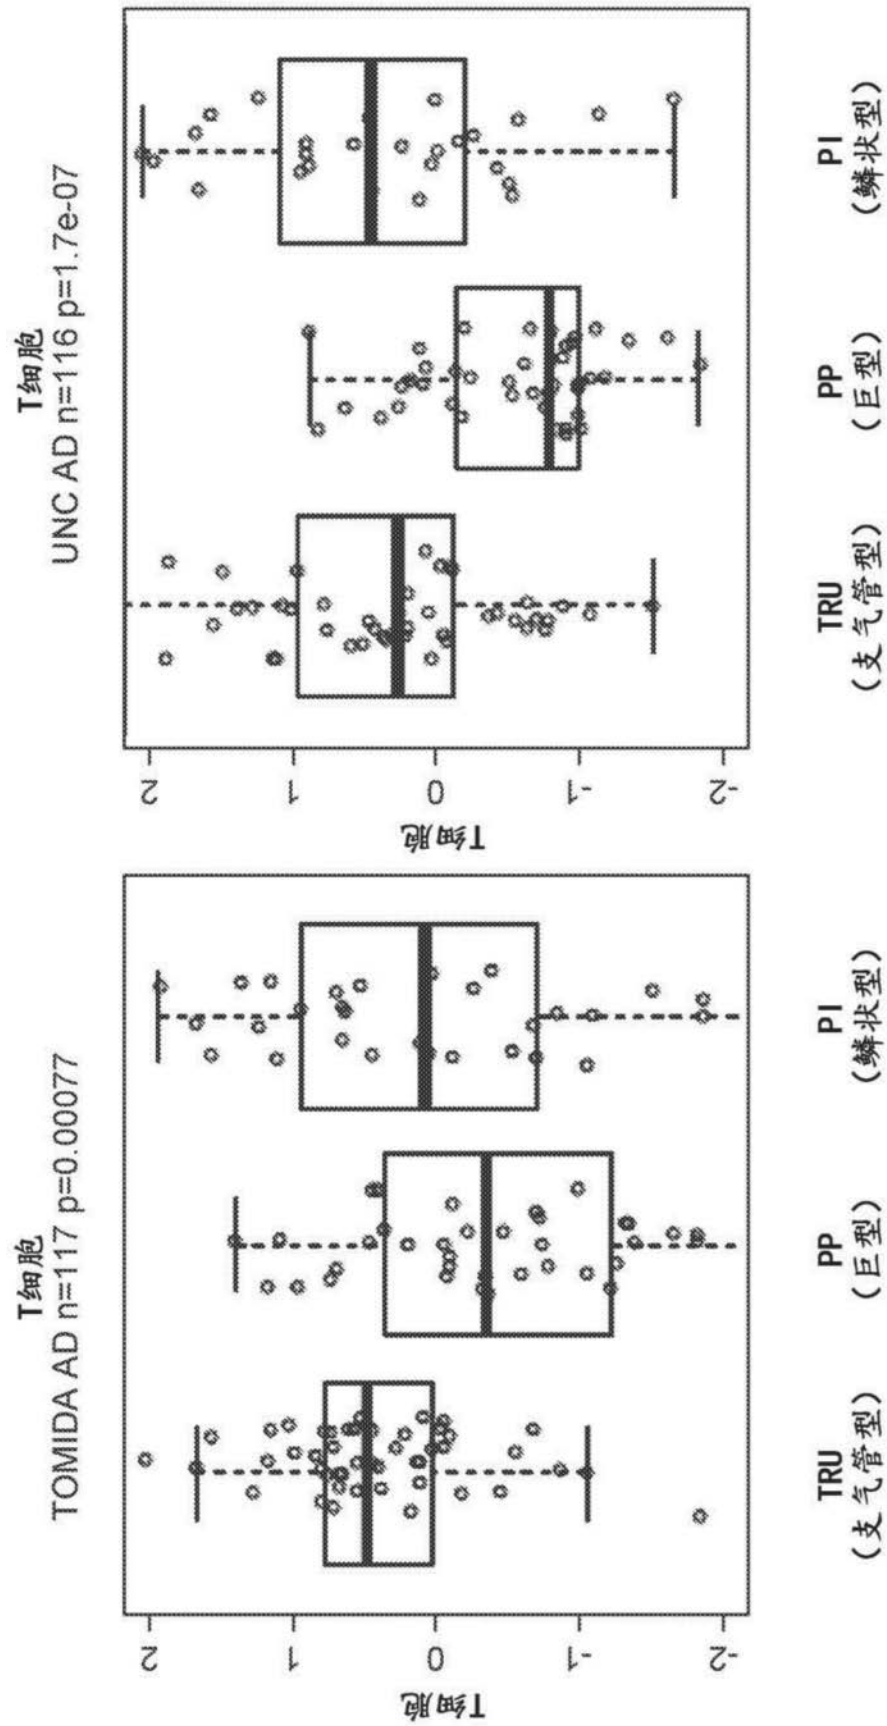 T细胞
TOMIDA AD n=117 p=0.00077
T细胞
2
1
0
-1
-2
TRU
(支气管型)
PP
(巨型)
PI
(鳞状型)
T细胞
UNC AD n=116 p=1.7e-07
T细胞
2
1
0
-1
-2
TRU
(支气管型)
PP
(巨型)
PI
(鳞状型)